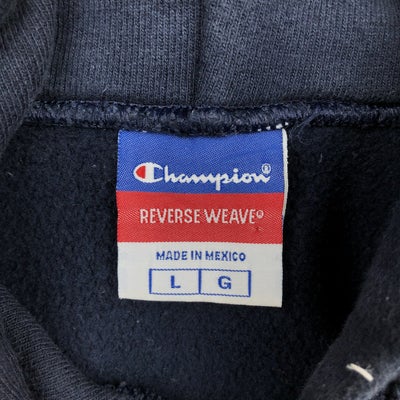 Champion®
REVERSE WEAVE®
MADE IN MEXICO
L G